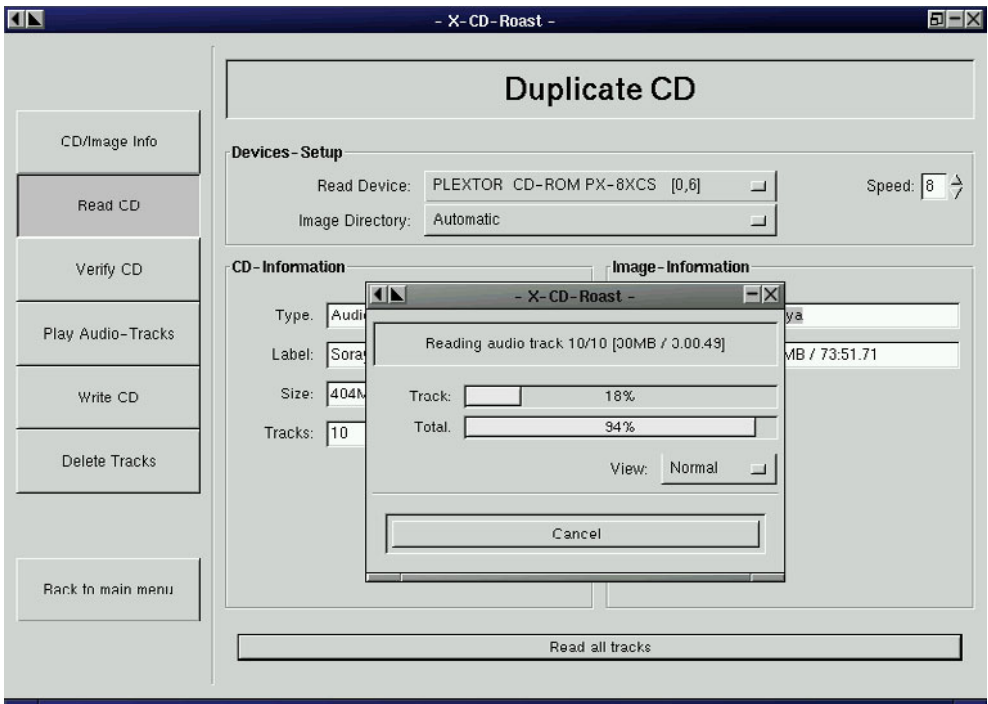 - X-CD-Roast -
Duplicate CD
CD/Image Info
Read CD
Verify CD
Play Audio-Tracks
Write CD
Delete Tracks
Back to main menu
Devices-Setup
Read Device: PLEXTOR CD-ROM PX-8XCS [0,6] Speed: 8
Image Directory: Automatic
CD-Information
Type.
Label:
Size:
Tracks: 10
Image-Information
ya
MB / 73:51.71
- X-CD-Roast -
Reading audio track 10/10
Track: 18%
Total. 94%
View: Normal
Cancel
Read all tracks